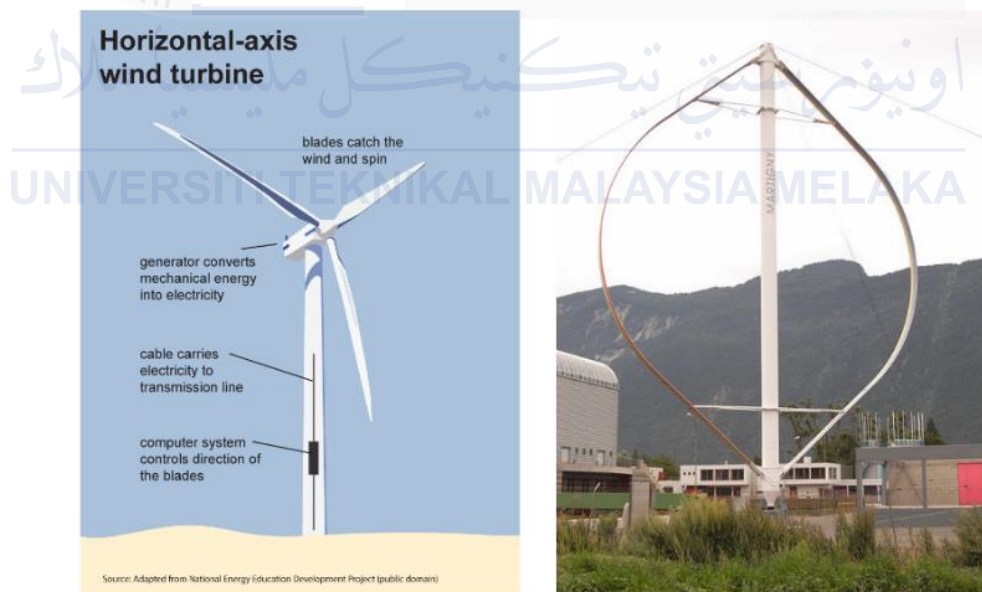 Horizontal-axis
wind turbine
اونيۏرسيتي تيكنيكل مليسيا ملاك
UNIVERSITI TEKNIKAL MALAYSIA MELAKA
blades catch the
wind and spin
generator converts
mechanical energy
into electricity
cable carries
electricity to
transmission line
computer system
controls direction of
the blades
Source: Adapted from National Energy Education Development Project (public domain)
MARTIGNY